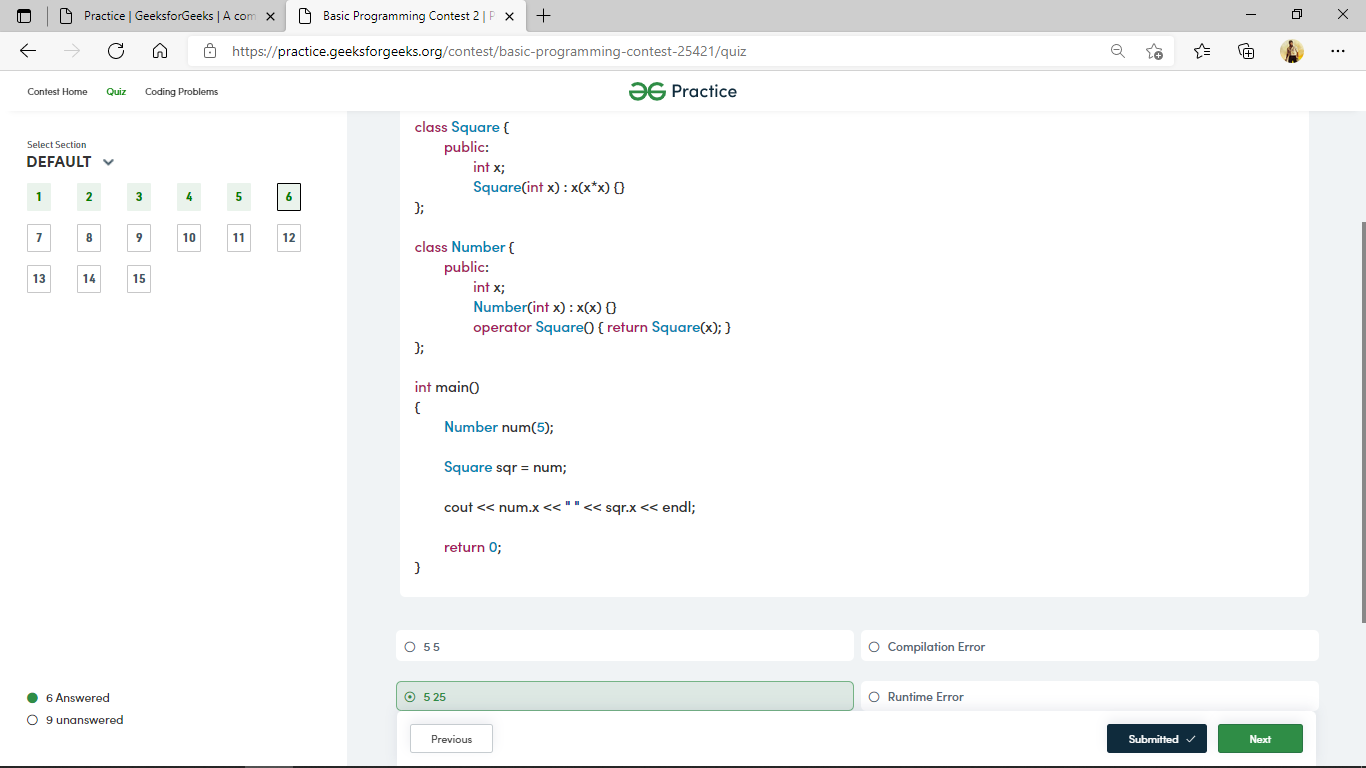 Practice | GeeksforGeeks | A com
Basic Programming Contest 2 | P
https://practice.geeksforgeeks.org/contest/basic-programming-contest-25421/quiz
Contest Home Quiz Coding Problems
Practice
Select Section
DEFAULT
1 2 3 4 5 6
7 8 9 10 11 12
13 14 15
class Square {
public:
int x;
Square(int x) : x(x*x) {}
};
class Number {
public:
int x;
Number(int x) : x(x) {}
operator Square() { return Square(x); }
};
int main()
{
Number num(5);
Square sqr = num;
cout << num.x << " " << sqr.x << endl;
return 0;
}
5 5
Compilation Error
5 25
Runtime Error
6 Answered
9 unanswered
Previous
Submitted ✓
Next